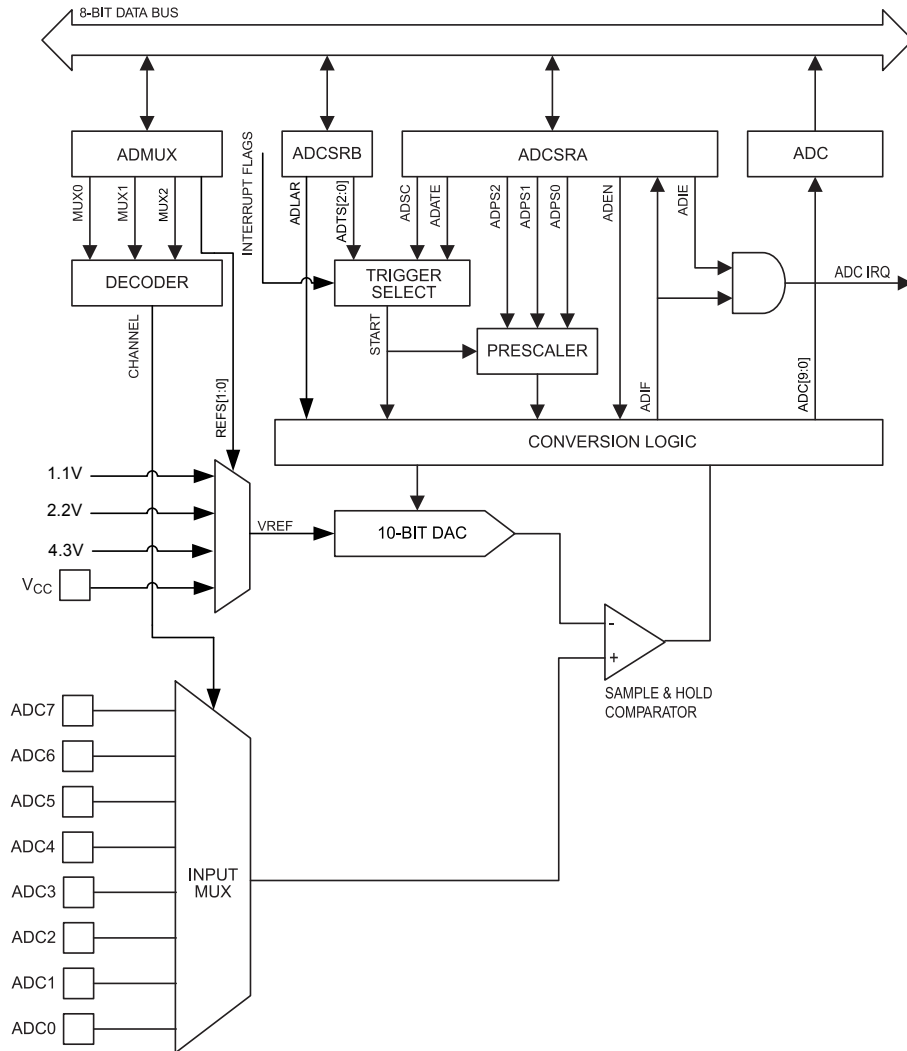 8-BIT DATA BUS
ADMUX
ADCSRB
ADCSRA
ADC
INTERRUPT FLAGS
MUX0
MUX1
MUX2
ADLAR
ADTS[2:0]
ADSC
ADATE
ADPS2
ADPS1
ADPS0
ADEN
ADIE
DECODER
TRIGGER
SELECT
ADC IRQ
CHANNEL
REFS[1:0]
START
PRESCALER
ADIF
ADC[9:0]
CONVERSION LOGIC
1.1V
2.2V
4.3V
VCC
VREF
10-BIT DAC
-
+
SAMPLE & HOLD
COMPARATOR
ADC7
ADC6
ADC5
ADC4
ADC3
ADC2
ADC1
ADC0
INPUT
MUX